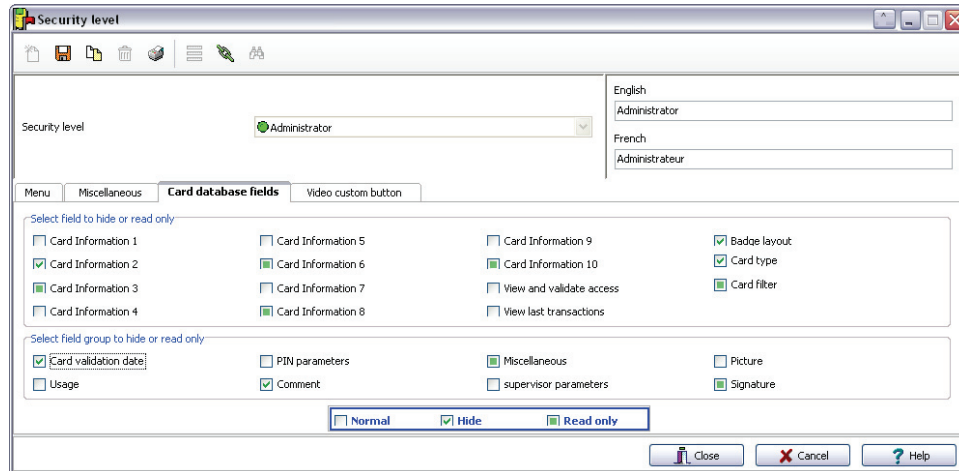 Security level
English
Administrator
Security level
Administrator
French
Administrateur
Menu Miscellaneous Card database fields Video custom button
Select field to hide or read only
Card Information 1 Card Information 5 Card Information 9 Badge layout
Card Information 2 Card Information 6 Card Information 10 Card type
Card Information 3 Card Information 7 View and validate access Card filter
Card Information 4 Card Information 8 View last transactions
Select field group to hide or read only
Card validation date PIN parameters Miscellaneous Picture
Usage Comment supervisor parameters Signature
Normal Hide Read only
Close Cancel Help